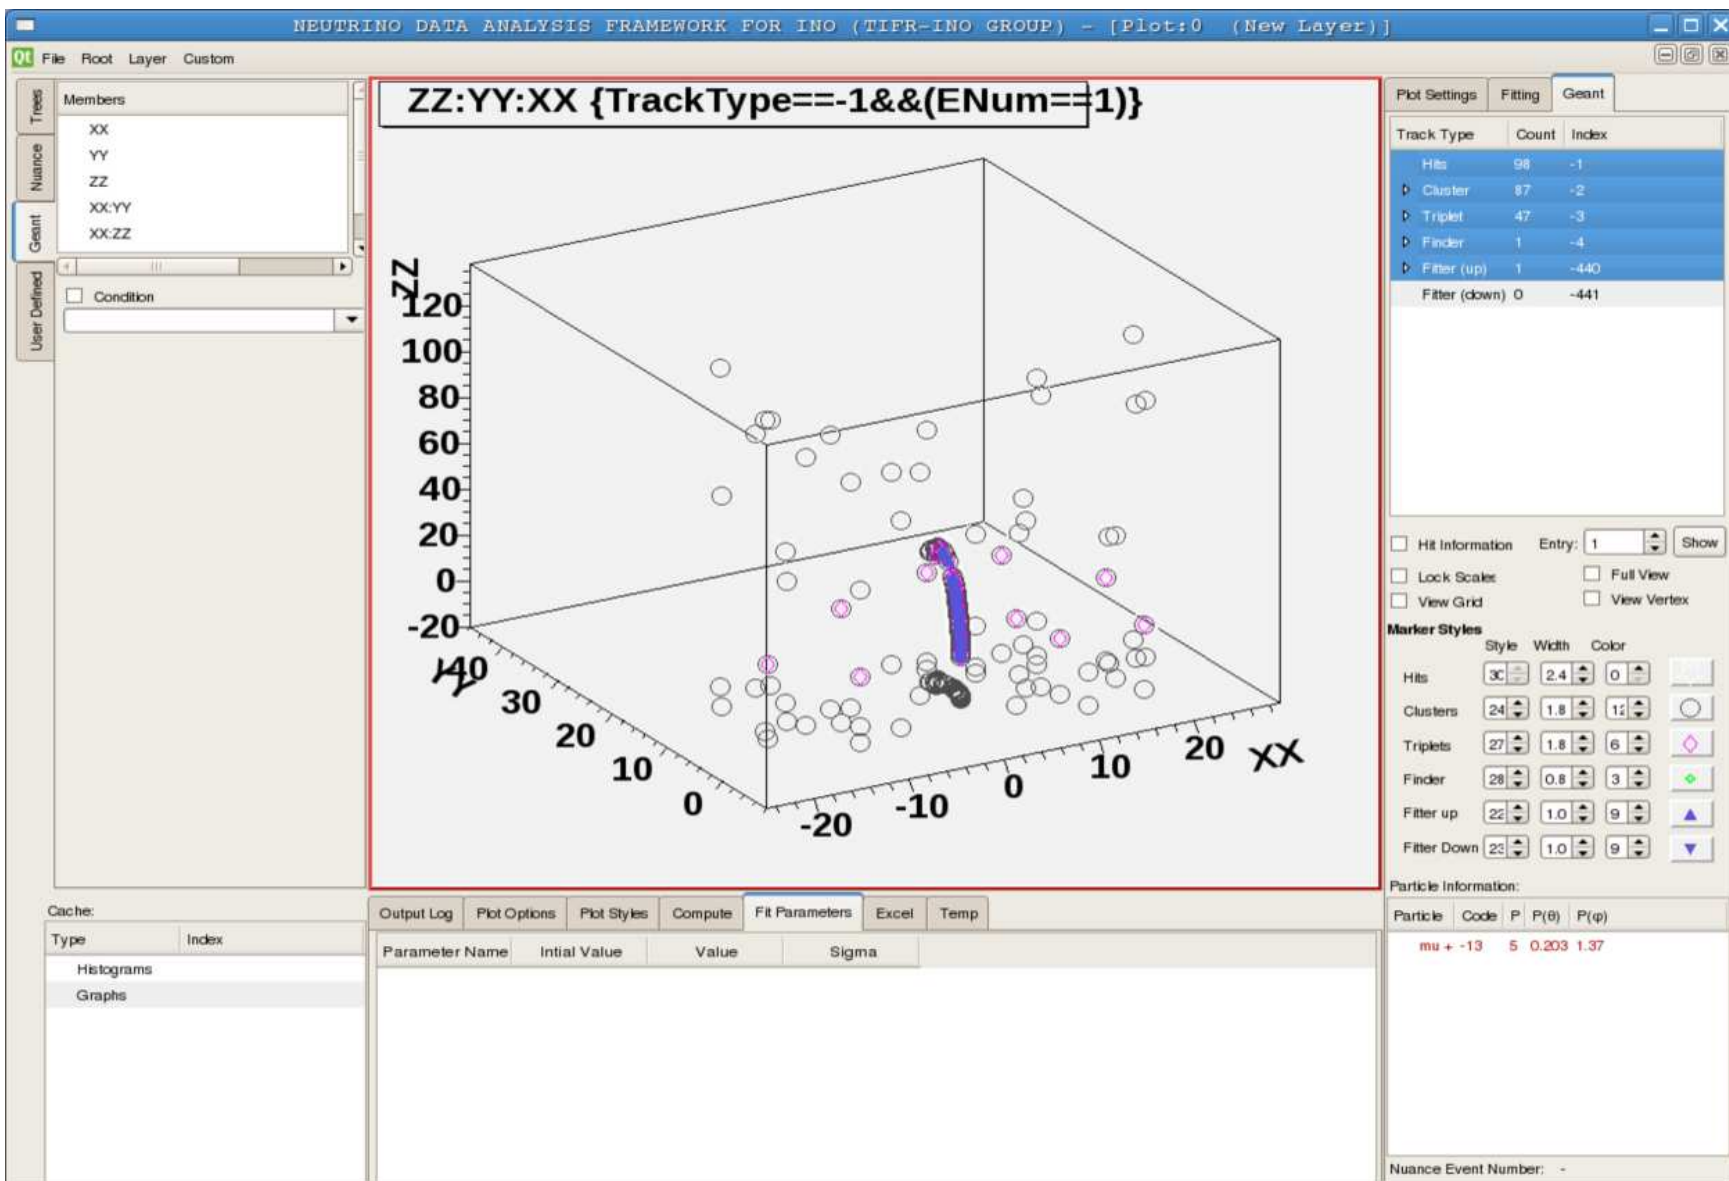 NEUTRINO DATA ANALYSIS FRAMEWORK FOR INO (TIFR-INO GROUP) - [Plot:0 (New Layer)]
Qt File Root Layer Custom
Trees
Nuance
Geant
User Defined
Members
XX
YY
ZZ
XX:YY
XX:ZZ
Condition
ZZ:YY:XX {TrackType==-1&&(ENum==1)}
ZZ
120
100
80
60
40
20
0
-20
YY
40
30
20
10
0
-20
-10
0
10
20
XX
Plot Settings Fitting Geant
Track Type Count Index
Hits 98 -1
Cluster 87 -2
Triplet 47 -3
Finder 1 -4
Fitter (up) 1 -440
Fitter (down) 0 -441
Hit Information Entry: 1 Show
Lock Scales Full View
View Grid View Vertex
Marker Styles
Style Width Color
Hits 30 2.4 0
Clusters 24 1.8 12
Triplets 27 1.8 6
Finder 28 0.8 3
Fitter up 22 1.0 9
Fitter Down 23 1.0 9
Particle Information:
Particle Code P P(θ) P(φ)
mu + -13 5 0.203 1.37
Nuance Event Number: -
Cache:
Type Index
Histograms
Graphs
Output Log Plot Options Plot Styles Compute Fit Parameters Excel Temp
Parameter Name Intial Value Value Sigma